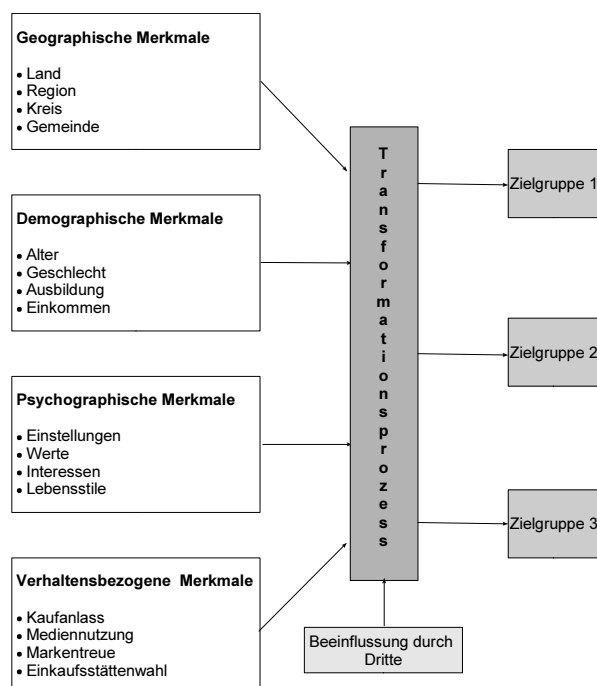 Geographische Merkmale
• Land
• Region
• Kreis
• Gemeinde
Demographische Merkmale
• Alter
• Geschlecht
• Ausbildung
• Einkommen
Psychographische Merkmale
• Einstellungen
• Werte
• Interessen
• Lebensstile
Verhaltensbezogene Merkmale
• Kaufanlass
• Mediennutzung
• Markentreue
• Einkaufsstättenwahl
Transformationsprozess
Beeinflussung durch
Dritte
Zielgruppe 1
Zielgruppe 2
Zielgruppe 3